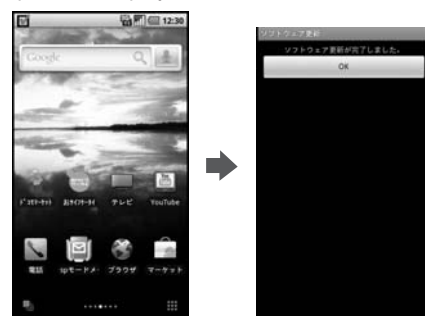 12:30
Google
ﾄﾞｺﾓﾏｰｹｯﾄ
おサイフケータイ
テレビ
YouTube
電話
spモードメｰ
ブラウザ
マーケット
ソフトウェア更新
ソフトウェア更新が完了しました。
OK